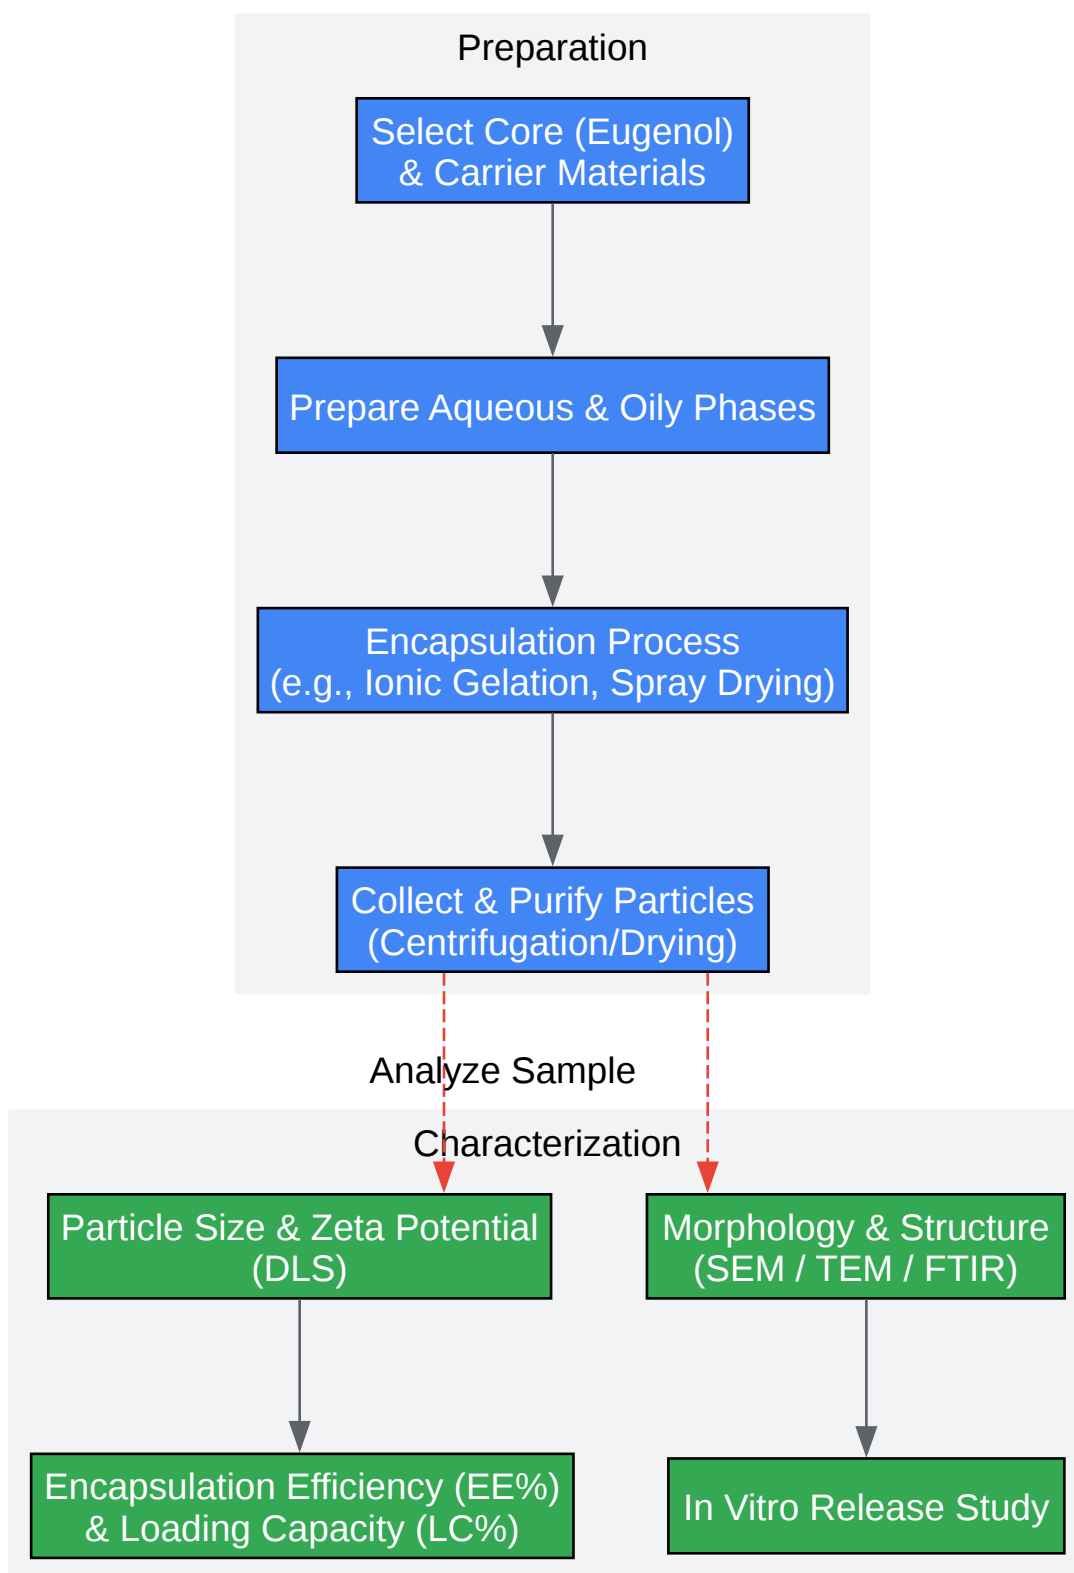 Preparation
Select Core (Eugenol)
& Carrier Materials
Prepare Aqueous & Oily Phases
Encapsulation Process
(e.g., Ionic Gelation, Spray Drying)
Collect & Purify Particles
(Centrifugation/Drying)
Analyze Sample
Characterization
Particle Size & Zeta Potential
(DLS)
Morphology & Structure
(SEM / TEM / FTIR)
Encapsulation Efficiency (EE%)
& Loading Capacity (LC%)
In Vitro Release Study